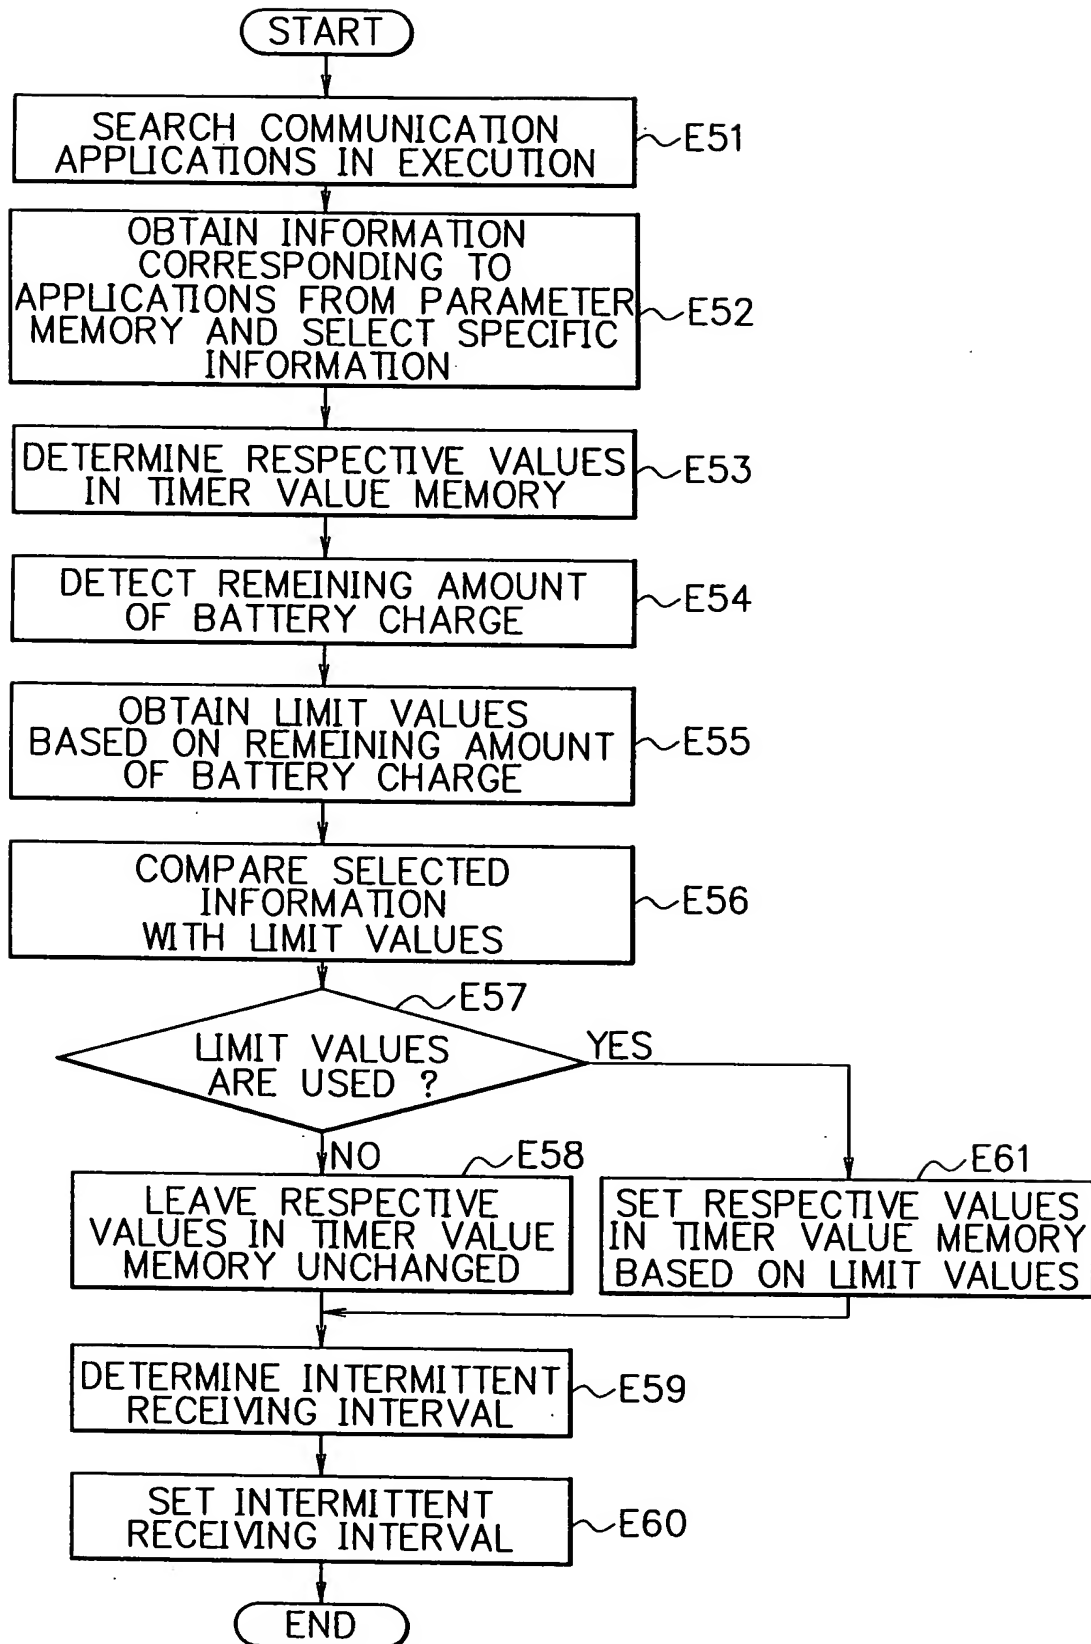 START
SEARCH COMMUNICATION
APPLICATIONS IN EXECUTION
E51
OBTAIN INFORMATION
CORRESPONDING TO
APPLICATIONS FROM PARAMETER
MEMORY AND SELECT SPECIFIC
INFORMATION
E52
DETERMINE RESPECTIVE VALUES
IN TIMER VALUE MEMORY
E53
DETECT REMEINING AMOUNT
OF BATTERY CHARGE
E54
OBTAIN LIMIT VALUES
BASED ON REMEINING AMOUNT
OF BATTERY CHARGE
E55
COMPARE SELECTED
INFORMATION
WITH LIMIT VALUES
E56
E57
LIMIT VALUES
ARE USED ?
YES
NO
E58
LEAVE RESPECTIVE
VALUES IN TIMER VALUE
MEMORY UNCHANGED
E61
SET RESPECTIVE VALUES
IN TIMER VALUE MEMORY
BASED ON LIMIT VALUES
DETERMINE INTERMITTENT
RECEIVING INTERVAL
E59
SET INTERMITTENT
RECEIVING INTERVAL
E60
END